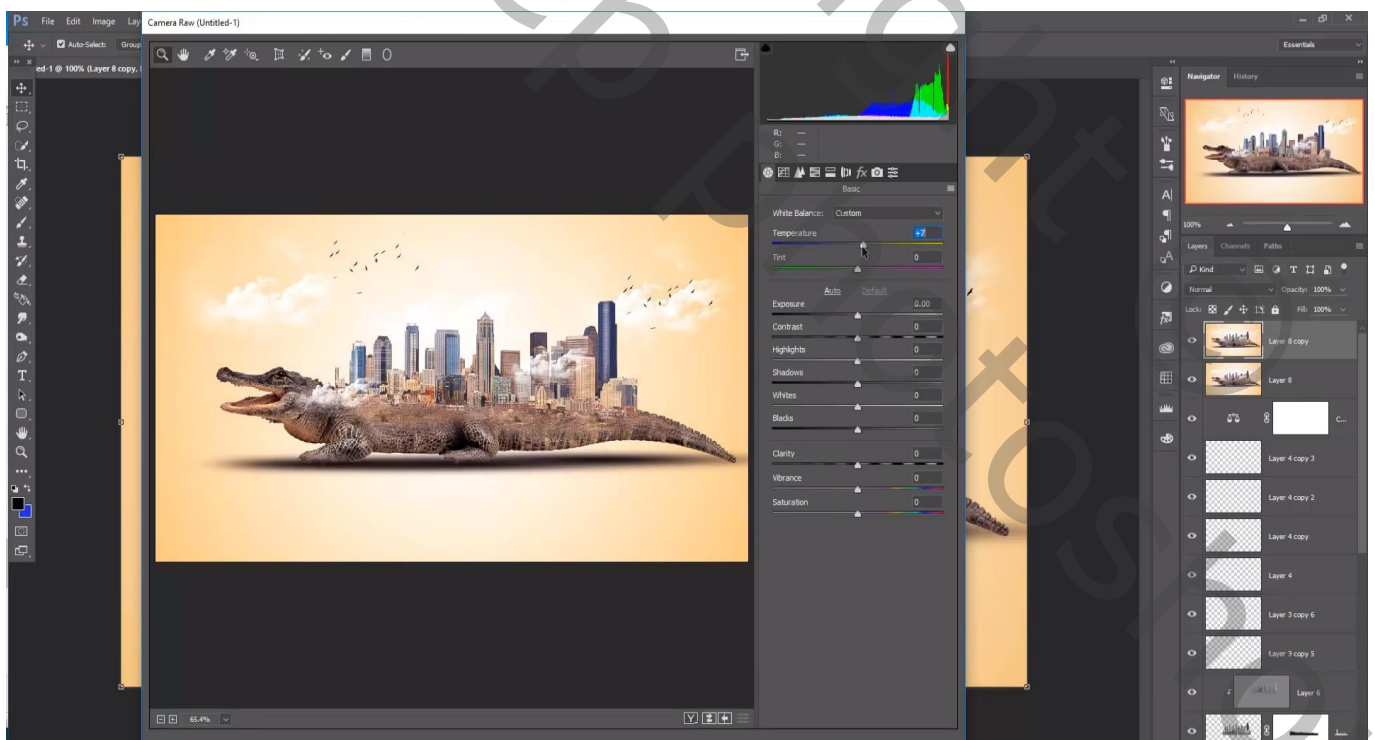 Ps File Edit Image Lay
Camera Raw (Untitled-1)
Auto-Select: Group
Essentials
ed-1 @ 100% (Layer 8 copy,
Navigator History
R: ---
G: ---
B: ---
fx
Basic
White Balance: Custom
Temperature +7
Tint 0
Auto Default
Exposure 0.00
Contrast 0
Highlights 0
Shadows 0
Whites 0
Blacks 0
Clarity 0
Vibrance 0
Saturation 0
65.4%
Y
100%
Layers Channels Paths
Kind
Normal Opacity: 100%
Lock: Fill: 100%
Layer 8 copy
Layer 8
C...
Layer 4 copy 3
Layer 4 copy 2
Layer 4 copy
Layer 4
Layer 3 copy 6
Layer 3 copy 5
Layer 6
L...